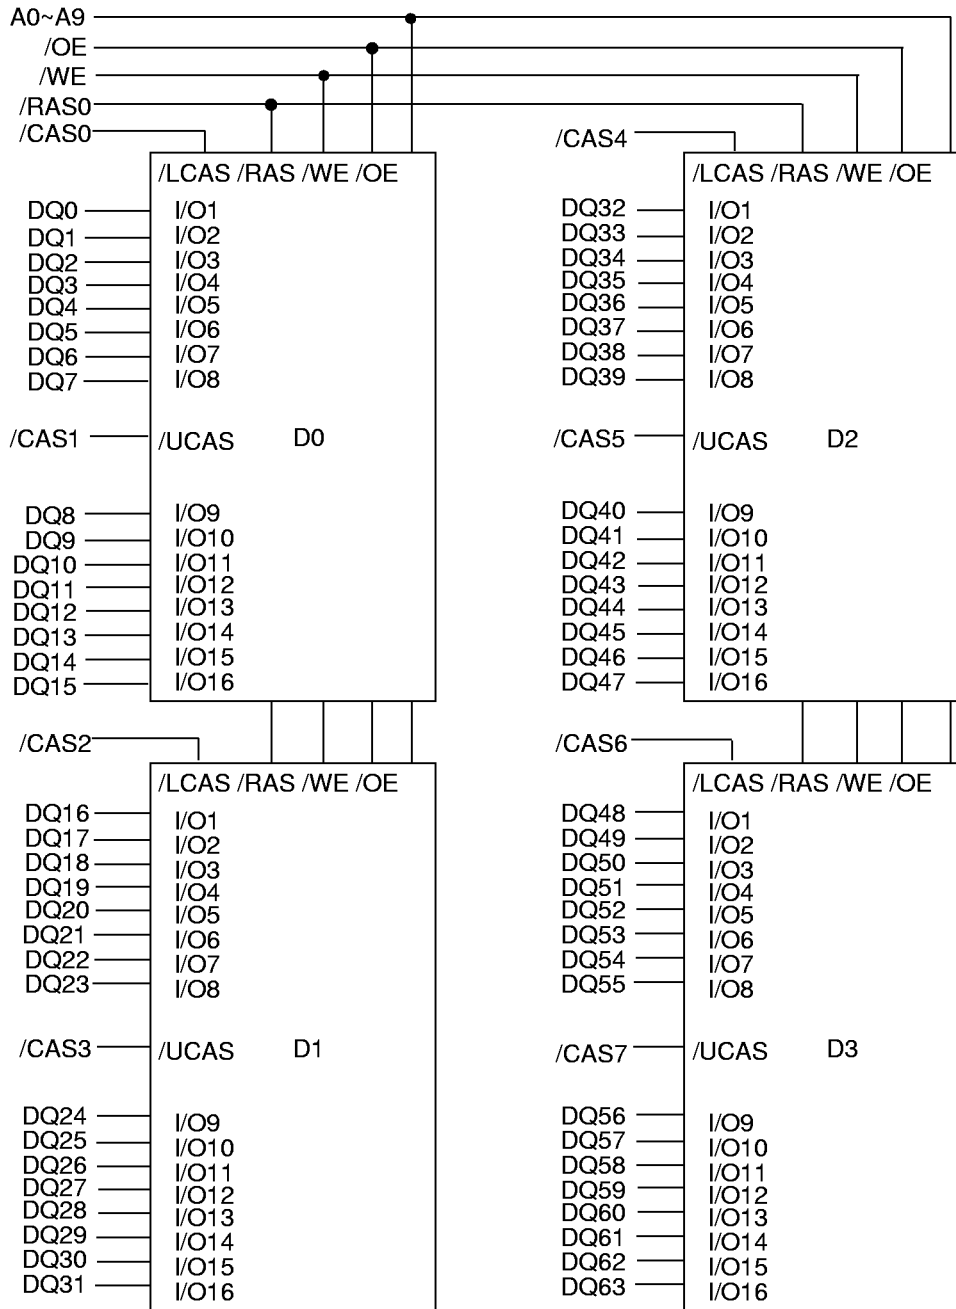 A0~A9
/OE
/WE
/RAS0
/CAS0
/LCAS /RAS /WE /OE
DQ0 I/O1
DQ1 I/O2
DQ2 I/O3
DQ3 I/O4
DQ4 I/O5
DQ5 I/O6
DQ6 I/O7
DQ7 I/O8
/CAS1 /UCAS D0
DQ8 I/O9
DQ9 I/O10
DQ10 I/O11
DQ11 I/O12
DQ12 I/O13
DQ13 I/O14
DQ14 I/O15
DQ15 I/O16
/CAS2
/LCAS /RAS /WE /OE
DQ16 I/O1
DQ17 I/O2
DQ18 I/O3
DQ19 I/O4
DQ20 I/O5
DQ21 I/O6
DQ22 I/O7
DQ23 I/O8
/CAS3 /UCAS D1
DQ24 I/O9
DQ25 I/O10
DQ26 I/O11
DQ27 I/O12
DQ28 I/O13
DQ29 I/O14
DQ30 I/O15
DQ31 I/O16
/CAS4
/LCAS /RAS /WE /OE
DQ32 I/O1
DQ33 I/O2
DQ34 I/O3
DQ35 I/O4
DQ36 I/O5
DQ37 I/O6
DQ38 I/O7
DQ39 I/O8
/CAS5 /UCAS D2
DQ40 I/O9
DQ41 I/O10
DQ42 I/O11
DQ43 I/O12
DQ44 I/O13
DQ45 I/O14
DQ46 I/O15
DQ47 I/O16
/CAS6
/LCAS /RAS /WE /OE
DQ48 I/O1
DQ49 I/O2
DQ50 I/O3
DQ51 I/O4
DQ52 I/O5
DQ53 I/O6
DQ54 I/O7
DQ55 I/O8
/CAS7 /UCAS D3
DQ56 I/O9
DQ57 I/O10
DQ58 I/O11
DQ59 I/O12
DQ60 I/O13
DQ61 I/O14
DQ62 I/O15
DQ63 I/O16